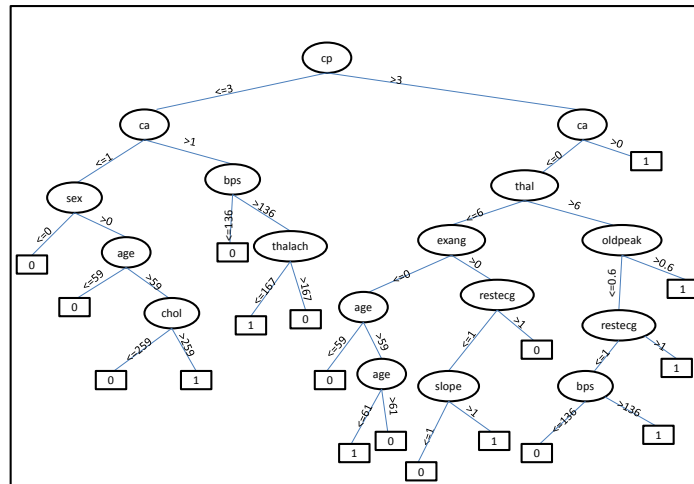 cp
<=3 >3
ca ca
<=1 >1 <=0 >0
1
sex bps thal
<=0 >0 <=136 >136 <=6 >6
0 age 0 thalach exang oldpeak
<=59 >59 <=167 >167 <=0 >0 <=0.6 >0.6
0 chol 1 0 age restecg restecg 1
<=259 >259 <=59 >59 <=1 >1 <=1 >1
0 1 0 age slope 0 bps 1
<=61 >61 <=1 >1 <=136 >136
1 0 0 1 0 1